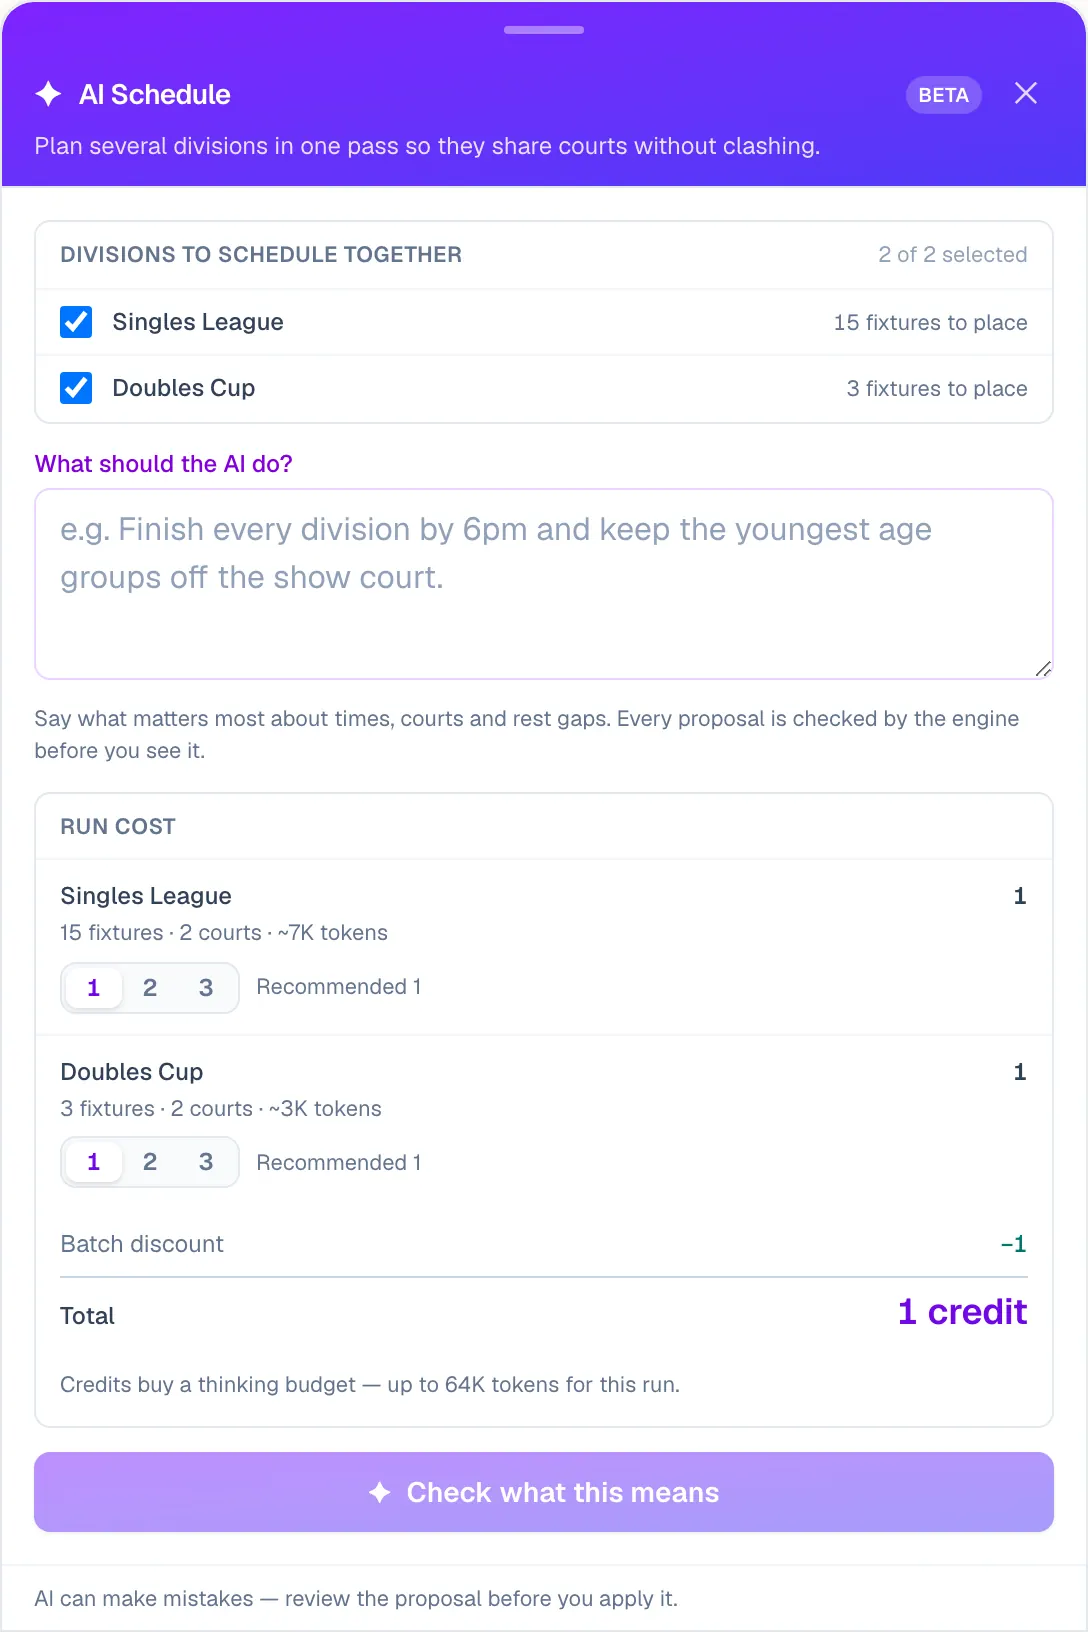 AI Schedule
BETA
Plan several divisions in one pass so they share courts without clashing.
DIVISIONS TO SCHEDULE TOGETHER
2 of 2 selected
Singles League
15 fixtures to place
Doubles Cup
3 fixtures to place
What should the AI do?
e.g. Finish every division by 6pm and keep the youngest age
groups off the show court.
Say what matters most about times, courts and rest gaps. Every proposal is checked by the engine
before you see it.
RUN COST
Singles League
1
15 fixtures · 2 courts · ~7K tokens
1 2 3
Recommended 1
Doubles Cup
1
3 fixtures · 2 courts · ~3K tokens
1 2 3
Recommended 1
Batch discount
−1
Total
1 credit
Credits buy a thinking budget — up to 64K tokens for this run.
Check what this means
AI can make mistakes — review the proposal before you apply it.